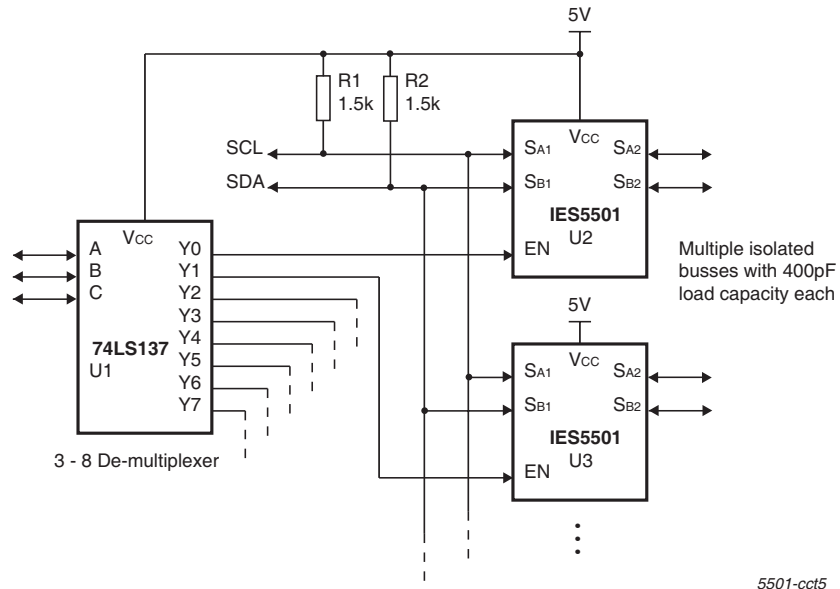 5V
R1
1.5k
R2
1.5k
SCL
SDA
VCC
SA1
SA2
SB1
SB2
IES5501
U2
EN
Multiple isolated
busses with 400pF
load capacity each
VCC
A
B
C
Y0
Y1
Y2
Y3
Y4
Y5
Y6
Y7
74LS137
U1
3 - 8 De-multiplexer
5V
VCC
SA1
SA2
SB1
SB2
IES5501
U3
EN
5501-cct5